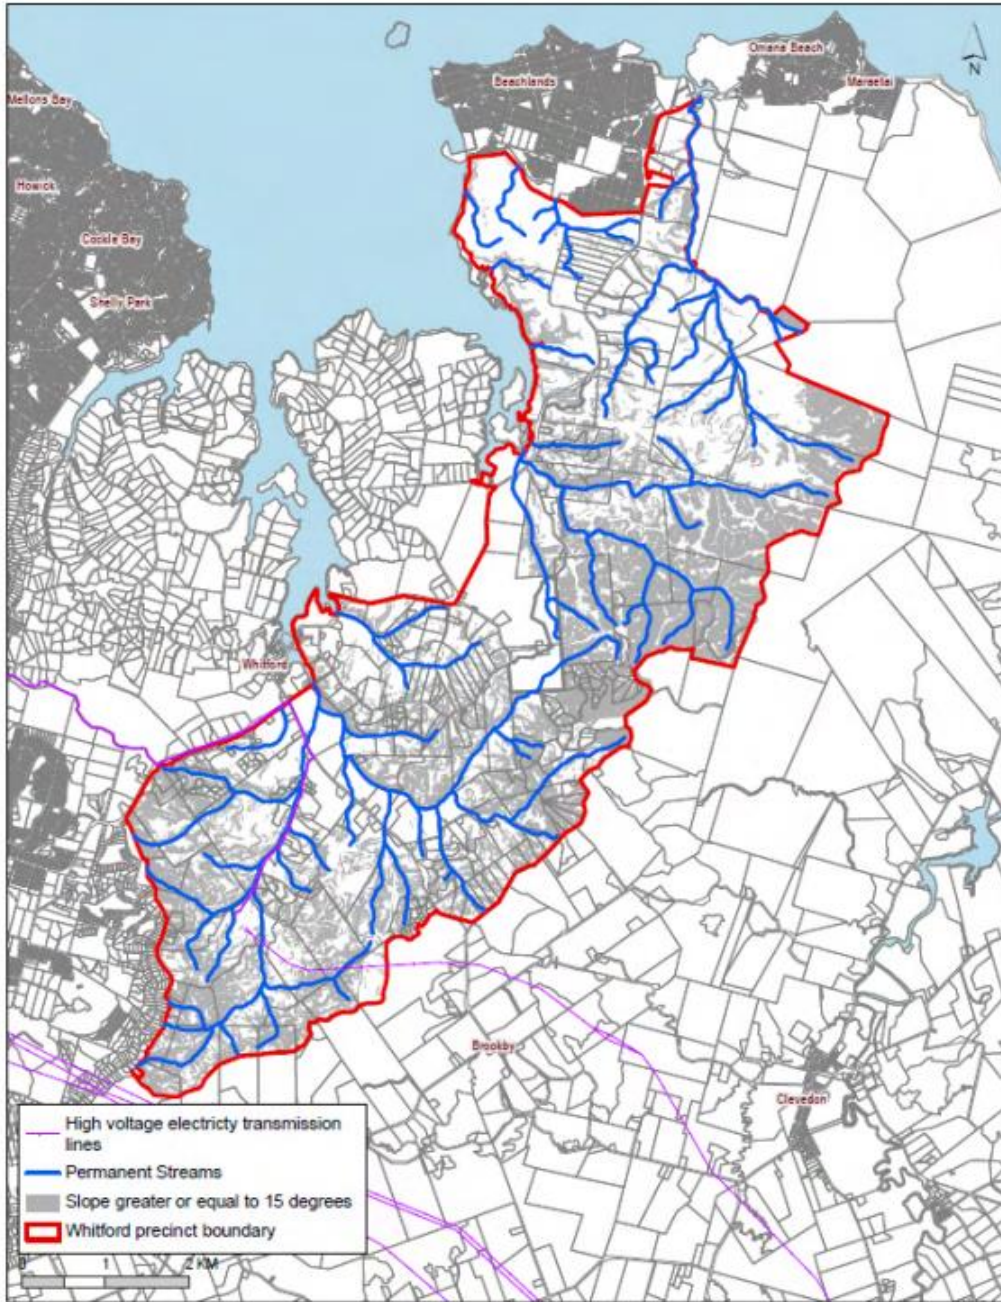 Omana Beach
Beachlands
Maraetai
N
Mellons Bay
Howick
Cockle Bay
Shelly Park
Whitford
Brookby
Clevedon
High voltage electricty transmission
lines
Permanent Streams
Slope greater or equal to 15 degrees
Whitford precinct boundary
0 1 2 KM